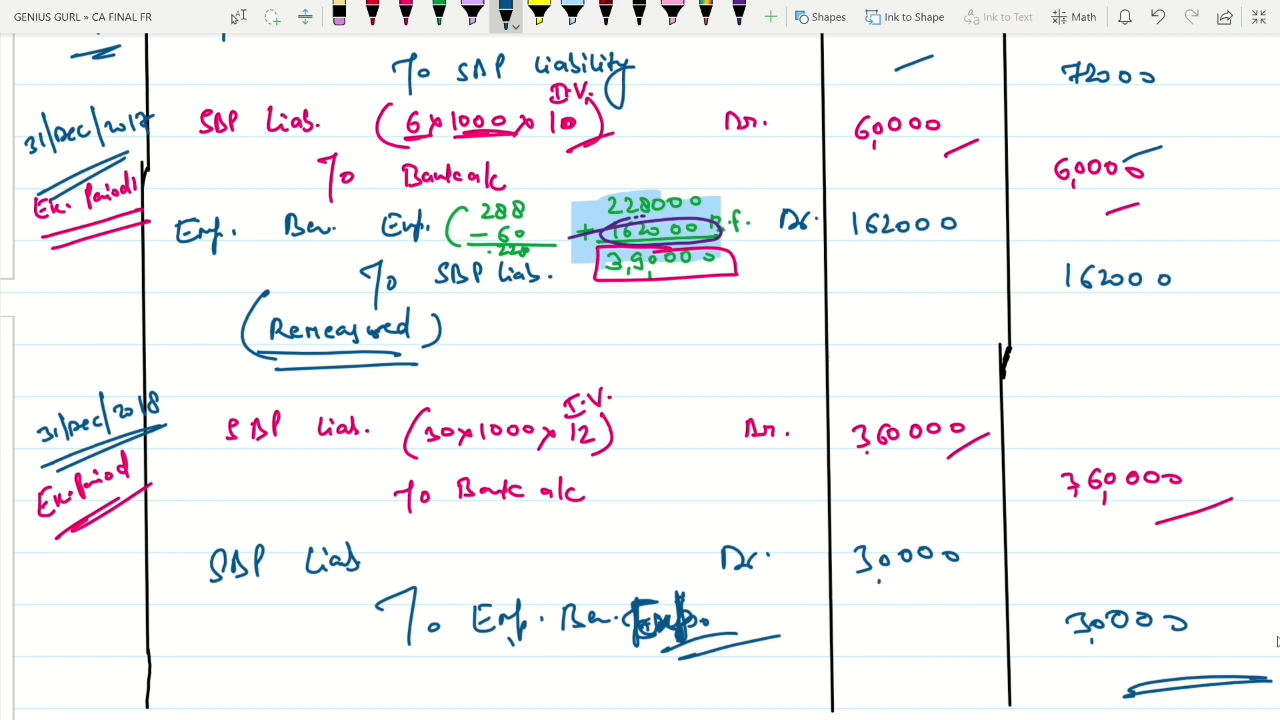 GENIUS GURL » CA FINAL FR
Shapes Ink to Shape Ink to Text Math
To SBP liability 72000
31/Dec/2017 SBP Liab. (6×1000×10) I.V. Dr. 60000
To Bank a/c 60000
Ex. Period
Emp. Ben. Exp. (288 - 60 228 228000 + 162000 b.f. 3,90000 Dr. 162000
To SBP Liab. 162000
(Remeasured)
31/Dec/2018 SBP Liab. (30×1000×12) I.V. Dr. 360000
Ex. Period To Bank a/c 360000
SBP Liab Dr. 30000
To Emp. Ben. Exp. 30000